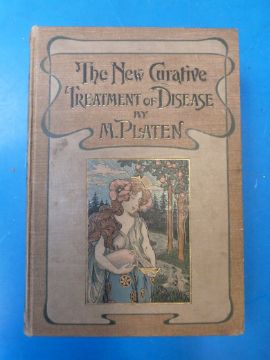 The New Curative
Treatment of Disease
BY
M. Platen